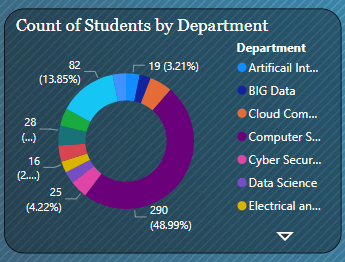 Count of Students by Department
82
(13.85%)
19 (3.21%)
28
(...)
16
(2....)
25
(4.22%)
290
(48.99%)
Department
Artificail Int...
BIG Data
Cloud Com...
Computer S...
Cyber Secur...
Data Science
Electrical an...